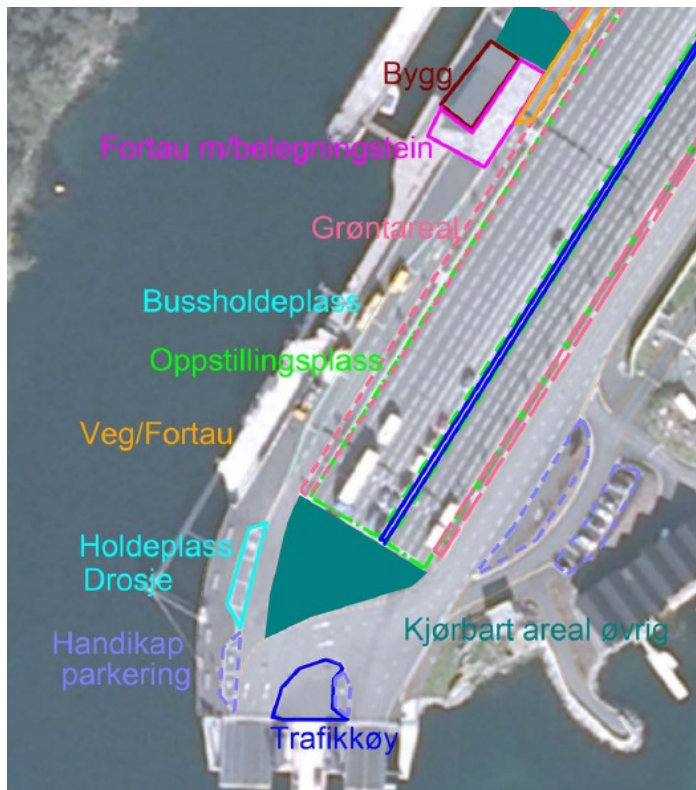 Bygg
Fortau m/belegningstein
Grøntareal
Bussholdeplass
Oppstillingsplass
Veg/Fortau
Holdeplass
Drosje
Kjørbart areal øvrig
Handikap
parkering
Trafikkøy